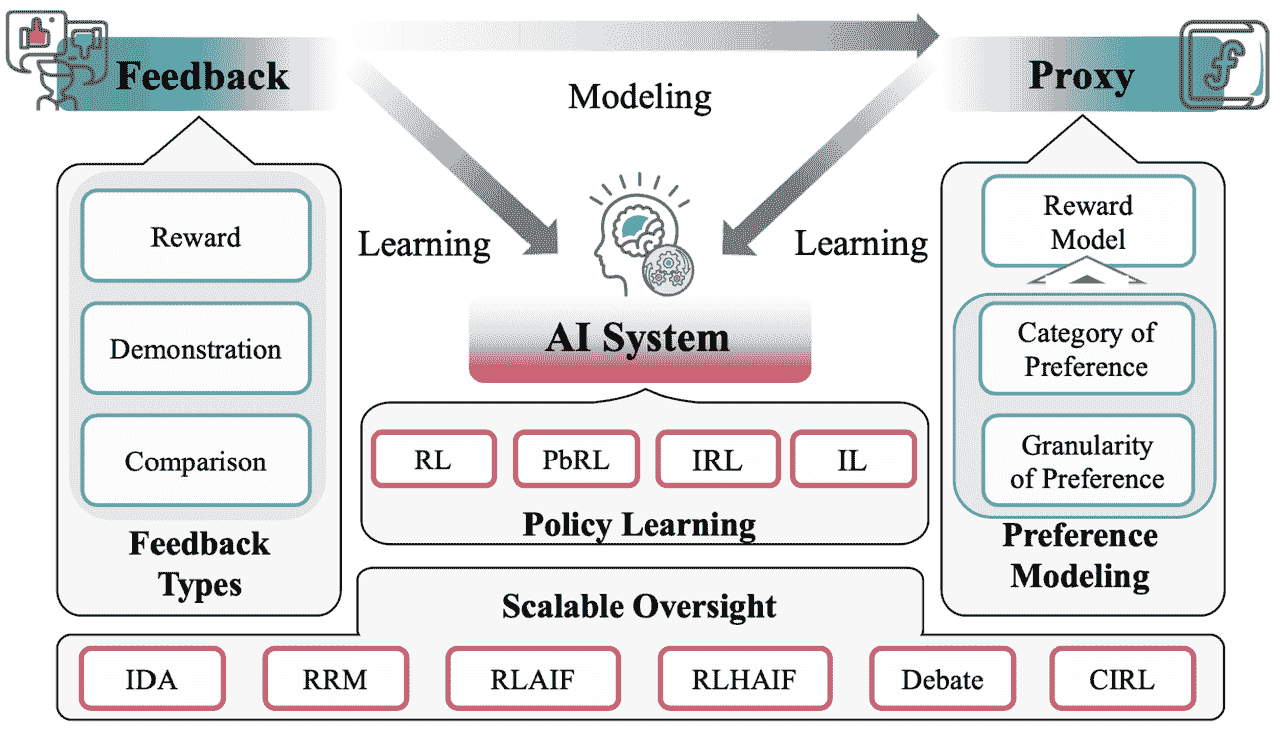 Feedback
Modeling
Proxy
Learning
Learning
AI System
Reward
Demonstration
Comparison
Feedback
Types
RL
PbRL
IRL
IL
Policy Learning
Reward
Model
Category of
Preference
Granularity
of Preference
Preference
Modeling
Scalable Oversight
IDA
RRM
RLAIF
RLHAIF
Debate
CIRL